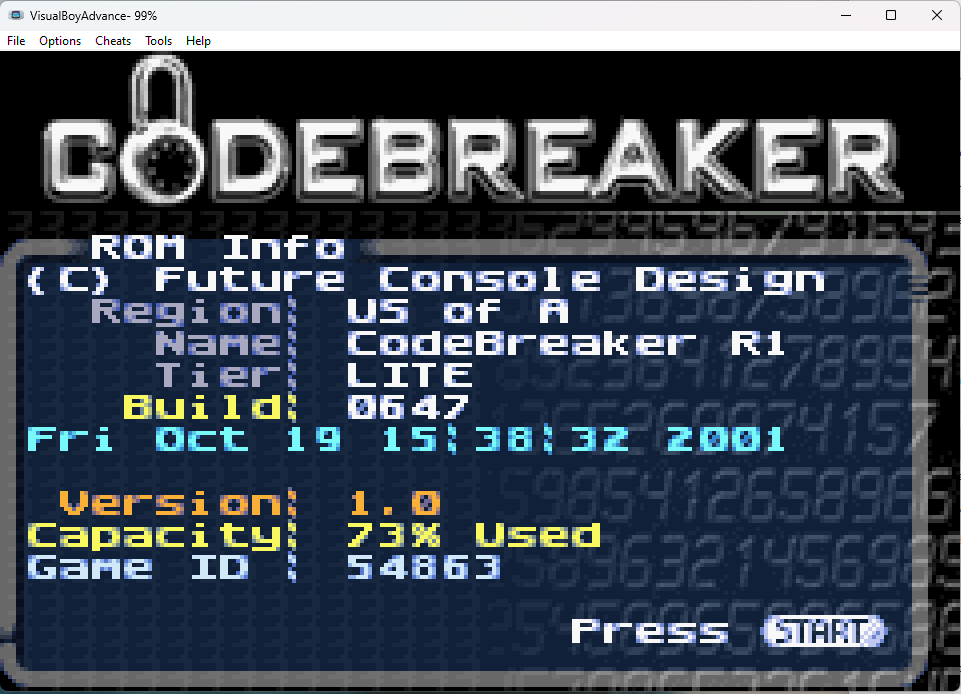 VisualBoyAdvance- 99%
File Options Cheats Tools Help
CODEBREAKER
ROM Info
(C) Future Console Design
Region: US of A
Name: CodeBreaker R1
Tier: LITE
Build: 0647
Fri Oct 19 15:38:32 2001
Version: 1.0
Capacity: 73% Used
Game ID : 54863
Press START